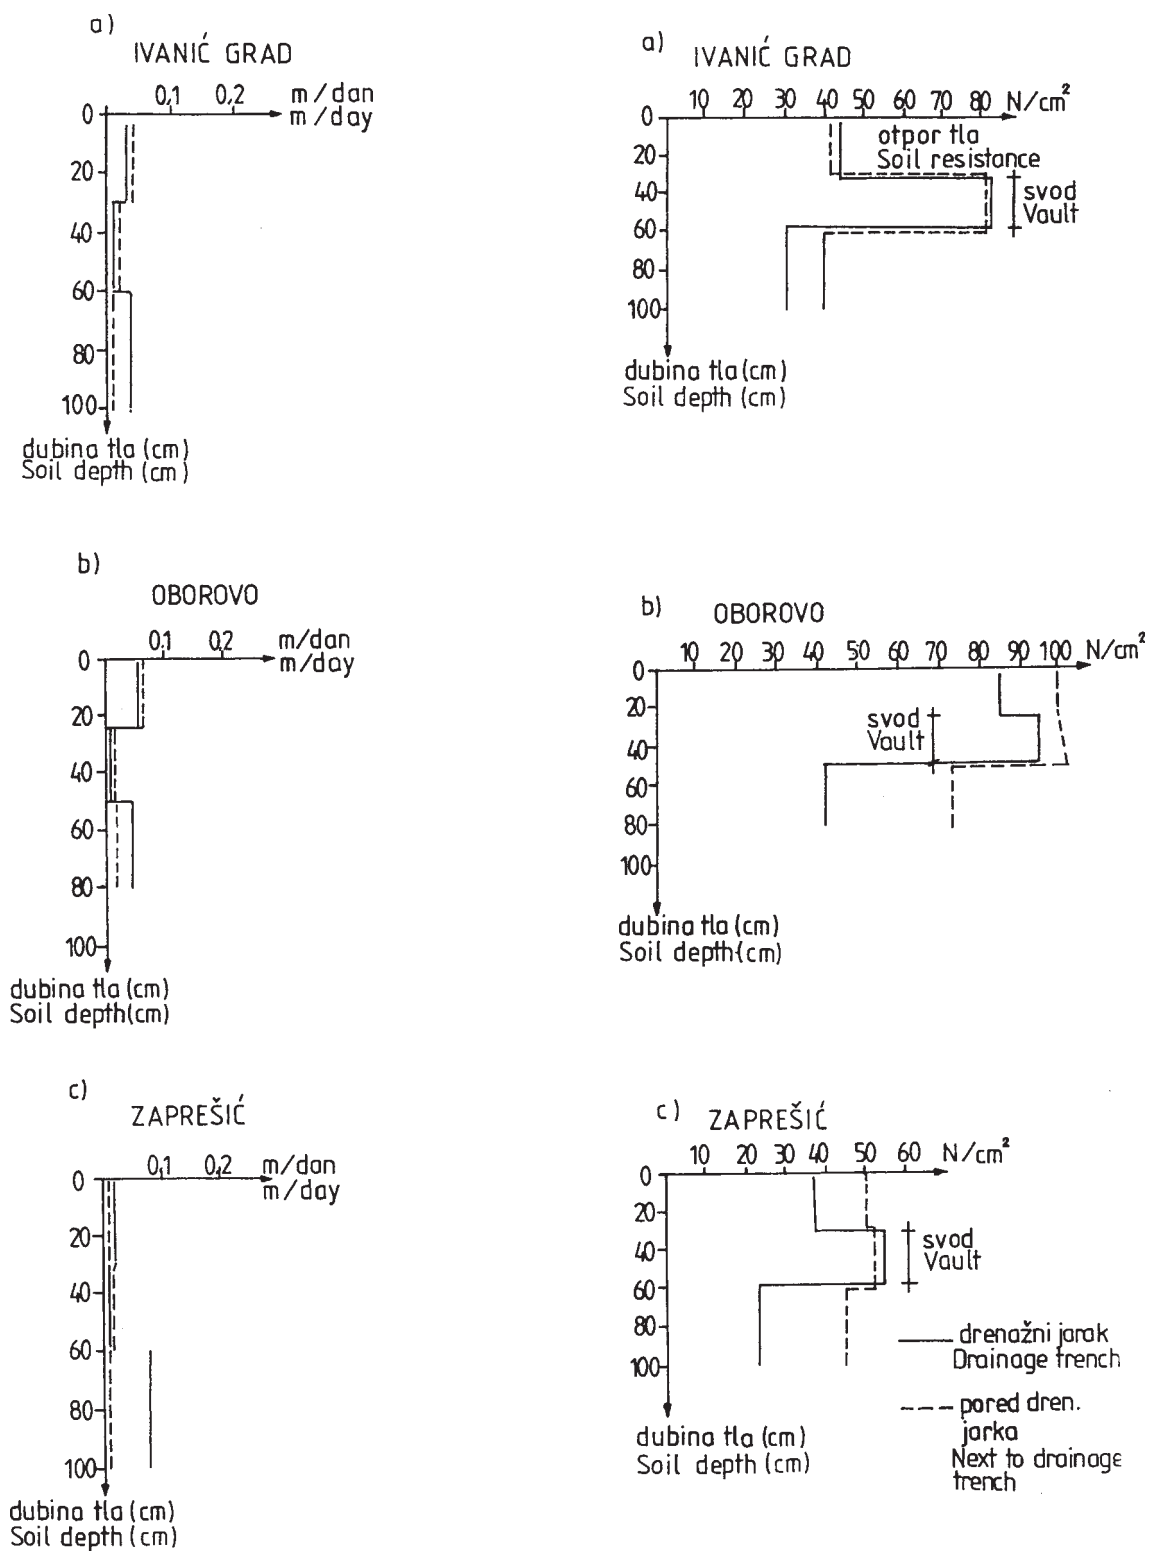 a)
IVANIĆ GRAD
0,1 0,2 m/dan
m/day
0
20
40
60
80
100
dubina tla (cm)
Soil depth (cm)
a)
IVANIĆ GRAD
10 20 30 40 50 60 70 80 N/cm²
0
otpor tla
Soil resistance
20
40
svod
Vault
60
80
100
dubina tla (cm)
Soil depth (cm)
b)
OBOROVO
0,1 0,2 m/dan
m/day
0
20
40
60
80
100
dubina tla (cm)
Soil depth (cm)
b)
OBOROVO
10 20 30 40 50 60 70 80 90 100 N/cm²
0
20
svod
Vault
40
60
80
100
dubina tla (cm)
Soil depth (cm)
c)
ZAPREŠIĆ
0,1 0,2 m/dan
m/day
0
20
40
60
80
100
dubina tla (cm)
Soil depth (cm)
c)
ZAPREŠIĆ
10 20 30 40 50 60 N/cm²
0
20
40
svod
Vault
60
80
100
dubina tla (cm)
Soil depth (cm)
drenažni jarak
Drainage trench
pored dren.
jarka
Next to drainage
trench